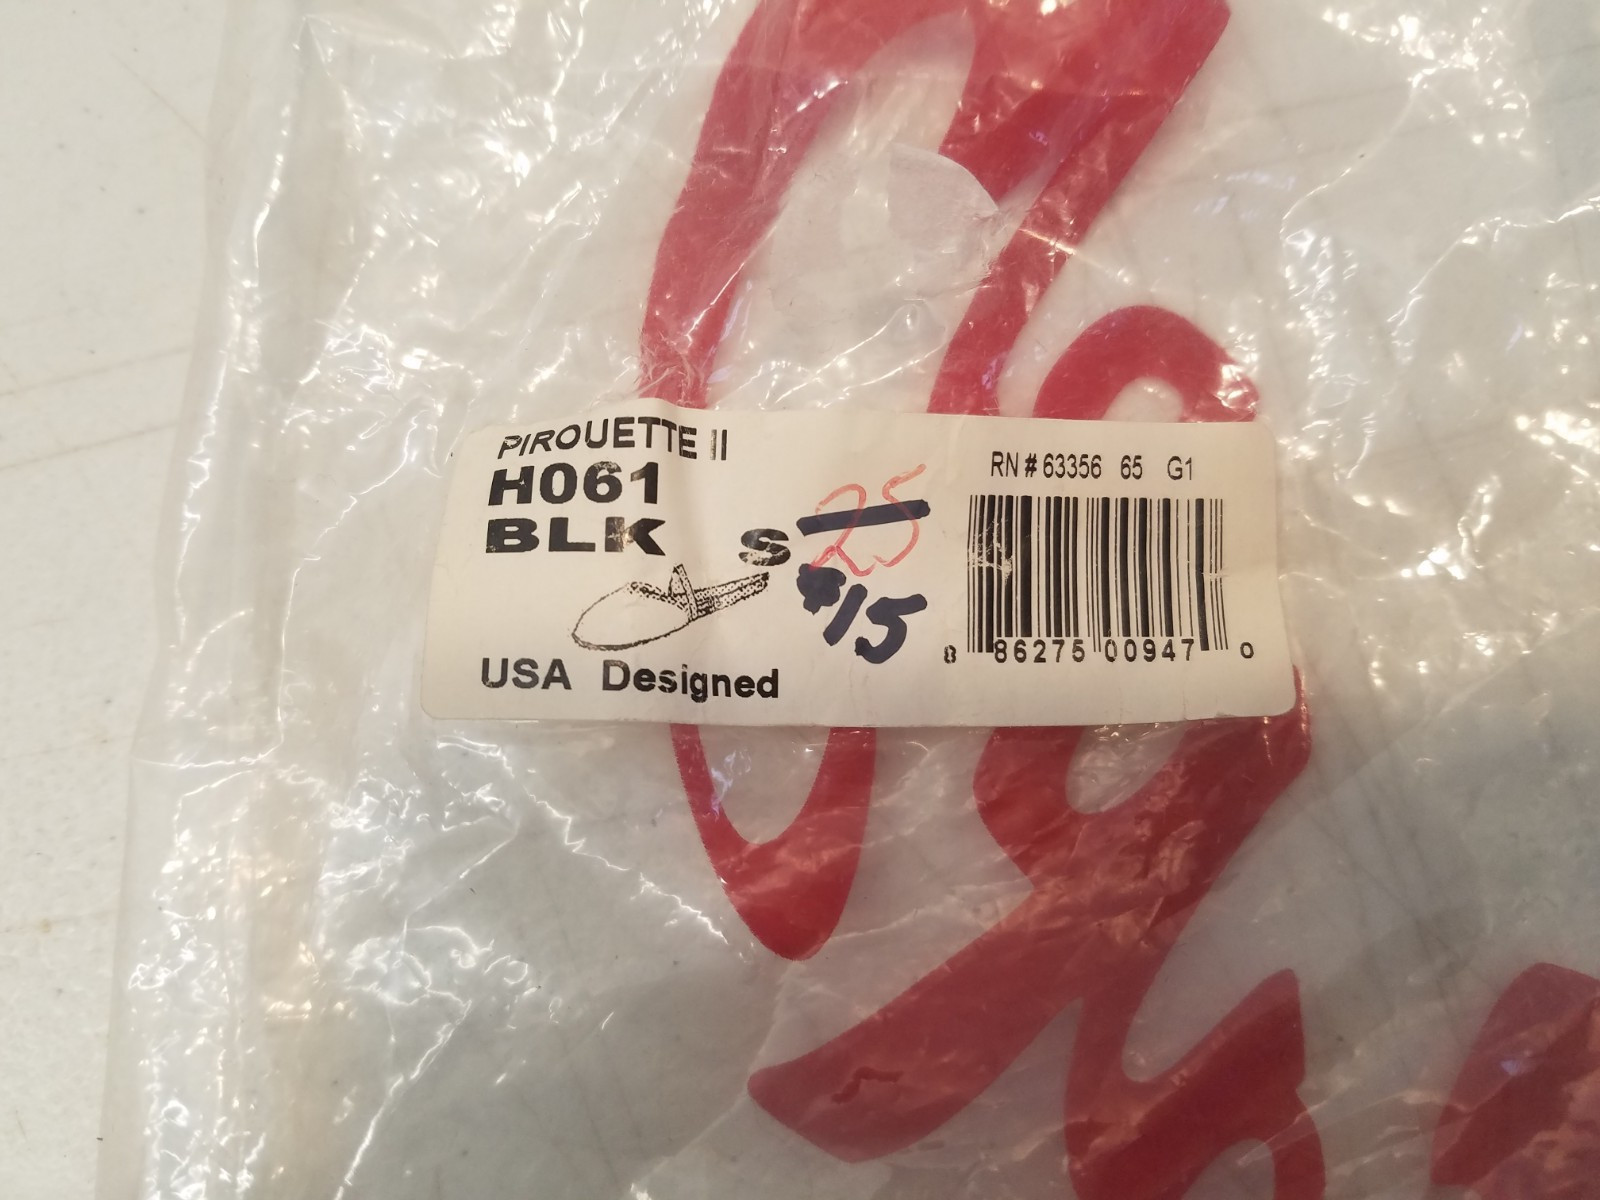 PIROUETTE II
H061
BLK S
25
$15
USA Designed
RN # 63356 65 G1
8 86275 00947 0